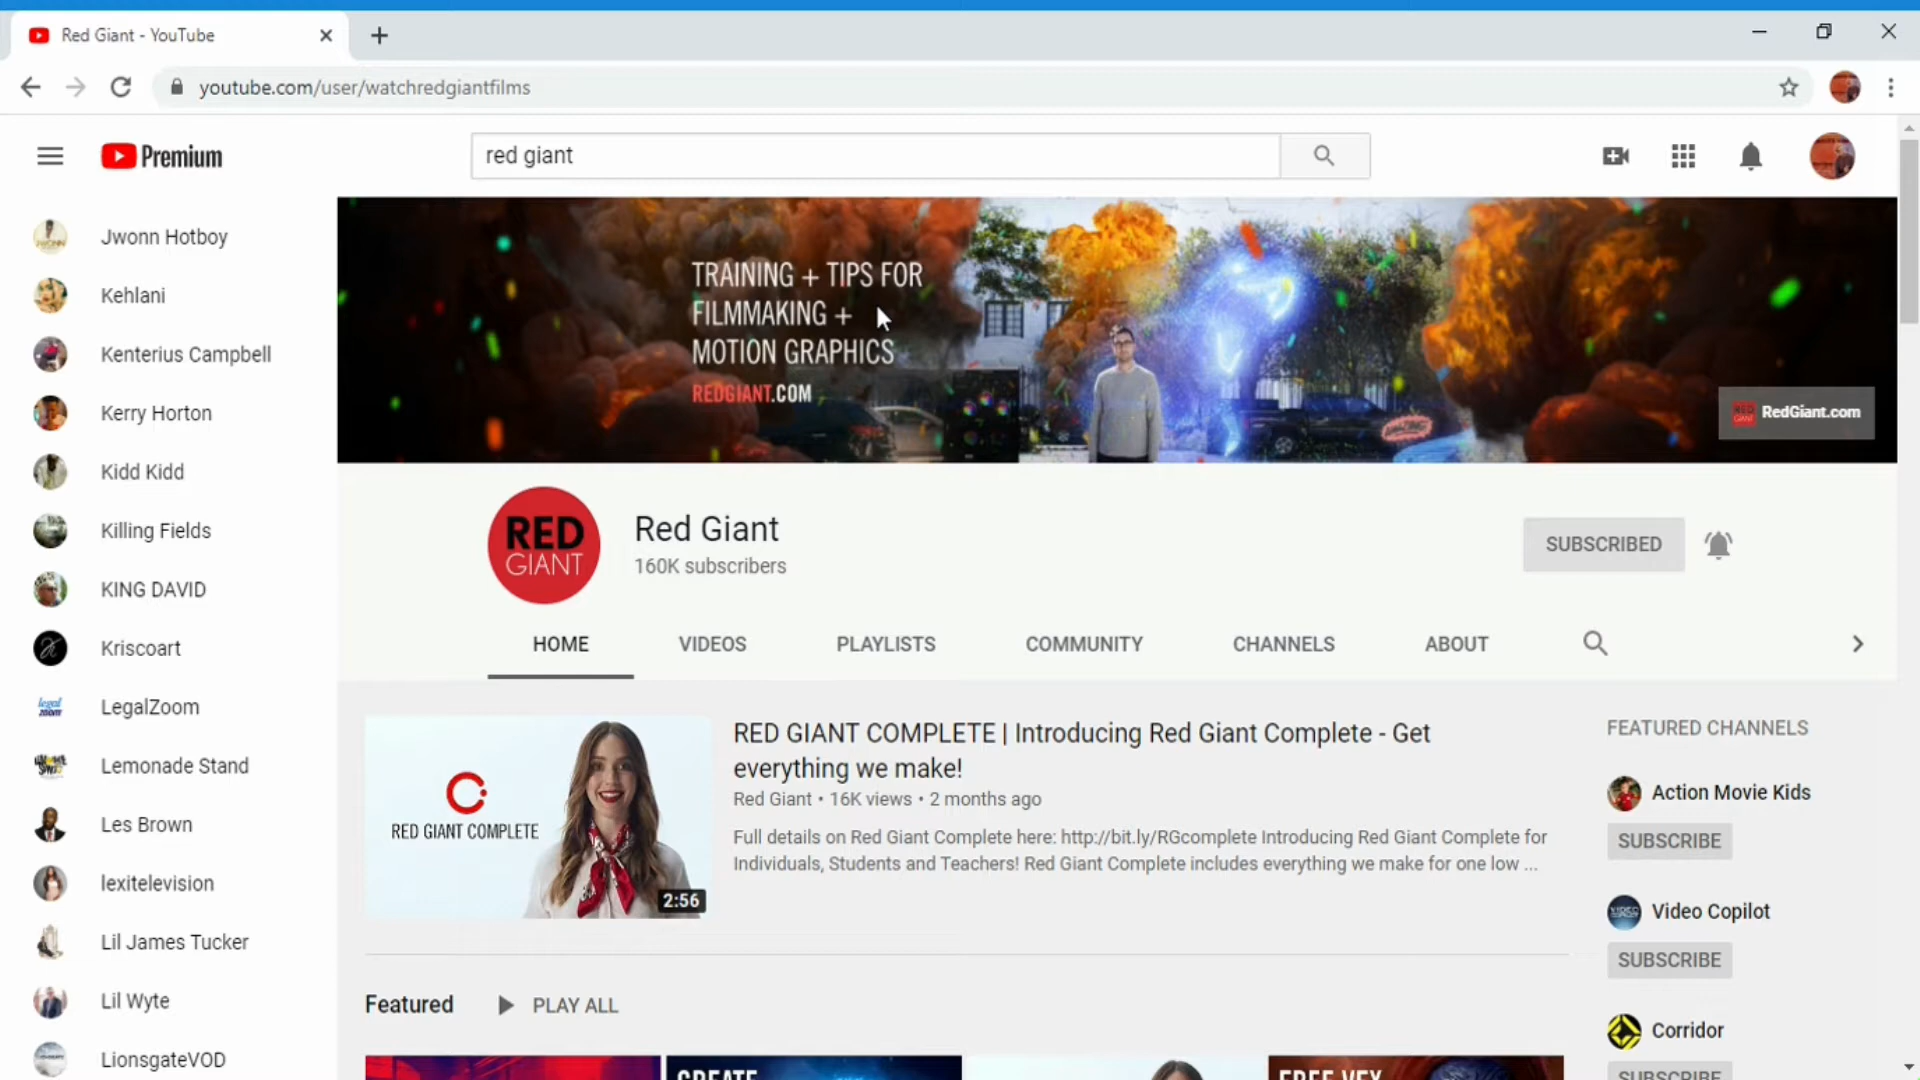 Red Giant - YouTube
youtube.com/user/watchredgiantfilms
Premium
red giant
Jwonn Hotboy
Kehlani
Kenterius Campbell
Kerry Horton
Kidd Kidd
Killing Fields
KING DAVID
Kriscoart
legal
zoom
LegalZoom
Lemonade Stand
Les Brown
lexitelevision
Lil James Tucker
Lil Wyte
LionsgateVOD
TRAINING + TIPS FOR
FILMMAKING +
MOTION GRAPHICS
REDGIANT.COM
RedGiant.com
RED
GIANT
Red Giant
160K subscribers
SUBSCRIBED
HOME VIDEOS PLAYLISTS COMMUNITY CHANNELS ABOUT
RED GIANT COMPLETE
2:56
RED GIANT COMPLETE | Introducing Red Giant Complete - Get
everything we make!
Red Giant • 16K views • 2 months ago
Full details on Red Giant Complete here: http://bit.ly/RGcomplete Introducing Red Giant Complete for
Individuals, Students and Teachers! Red Giant Complete includes everything we make for one low ...
Featured PLAY ALL
CREATE
FREE VFX
FEATURED CHANNELS
Action Movie Kids
SUBSCRIBE
Video Copilot
SUBSCRIBE
Corridor
SUBSCRIBE